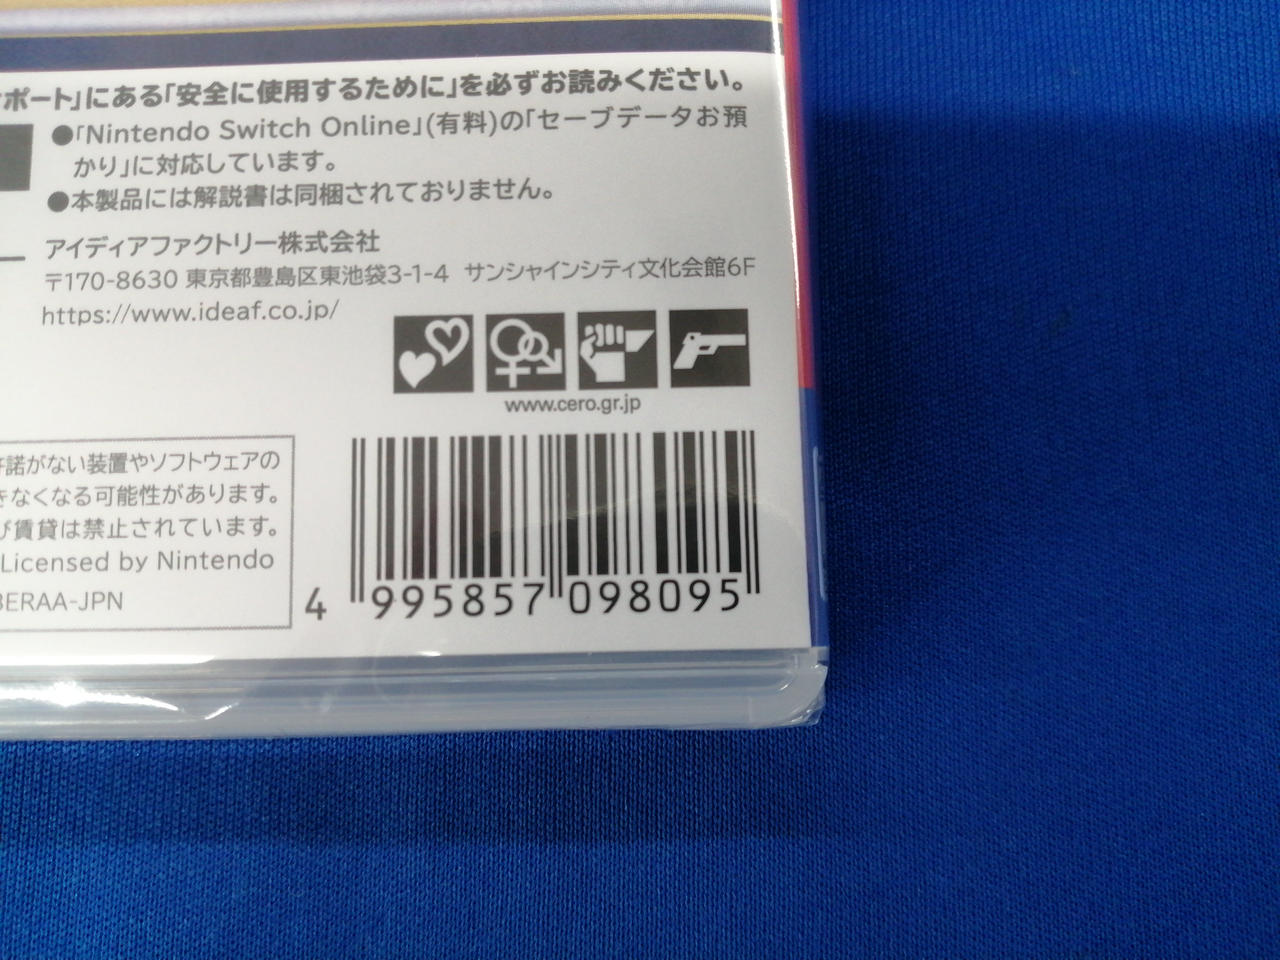 ポート」にある「安全に使用するために」を必ずお読みください。
●「Nintendo Switch Online」(有料)の「セーブデータお預
かり」に対応しています。
●本製品には解説書は同梱されておりません。
アイディアファクトリー株式会社
〒170-8630 東京都豊島区東池袋3-1-4 サンシャインシティ文化会館6F
https://www.ideaf.co.jp/
www.cero.gr.jp
許諾がない装置やソフトウェアの
きなくなる可能性があります。
び賃貸は禁止されています。
Licensed by Nintendo
BERAA-JPN
4 995857 098095